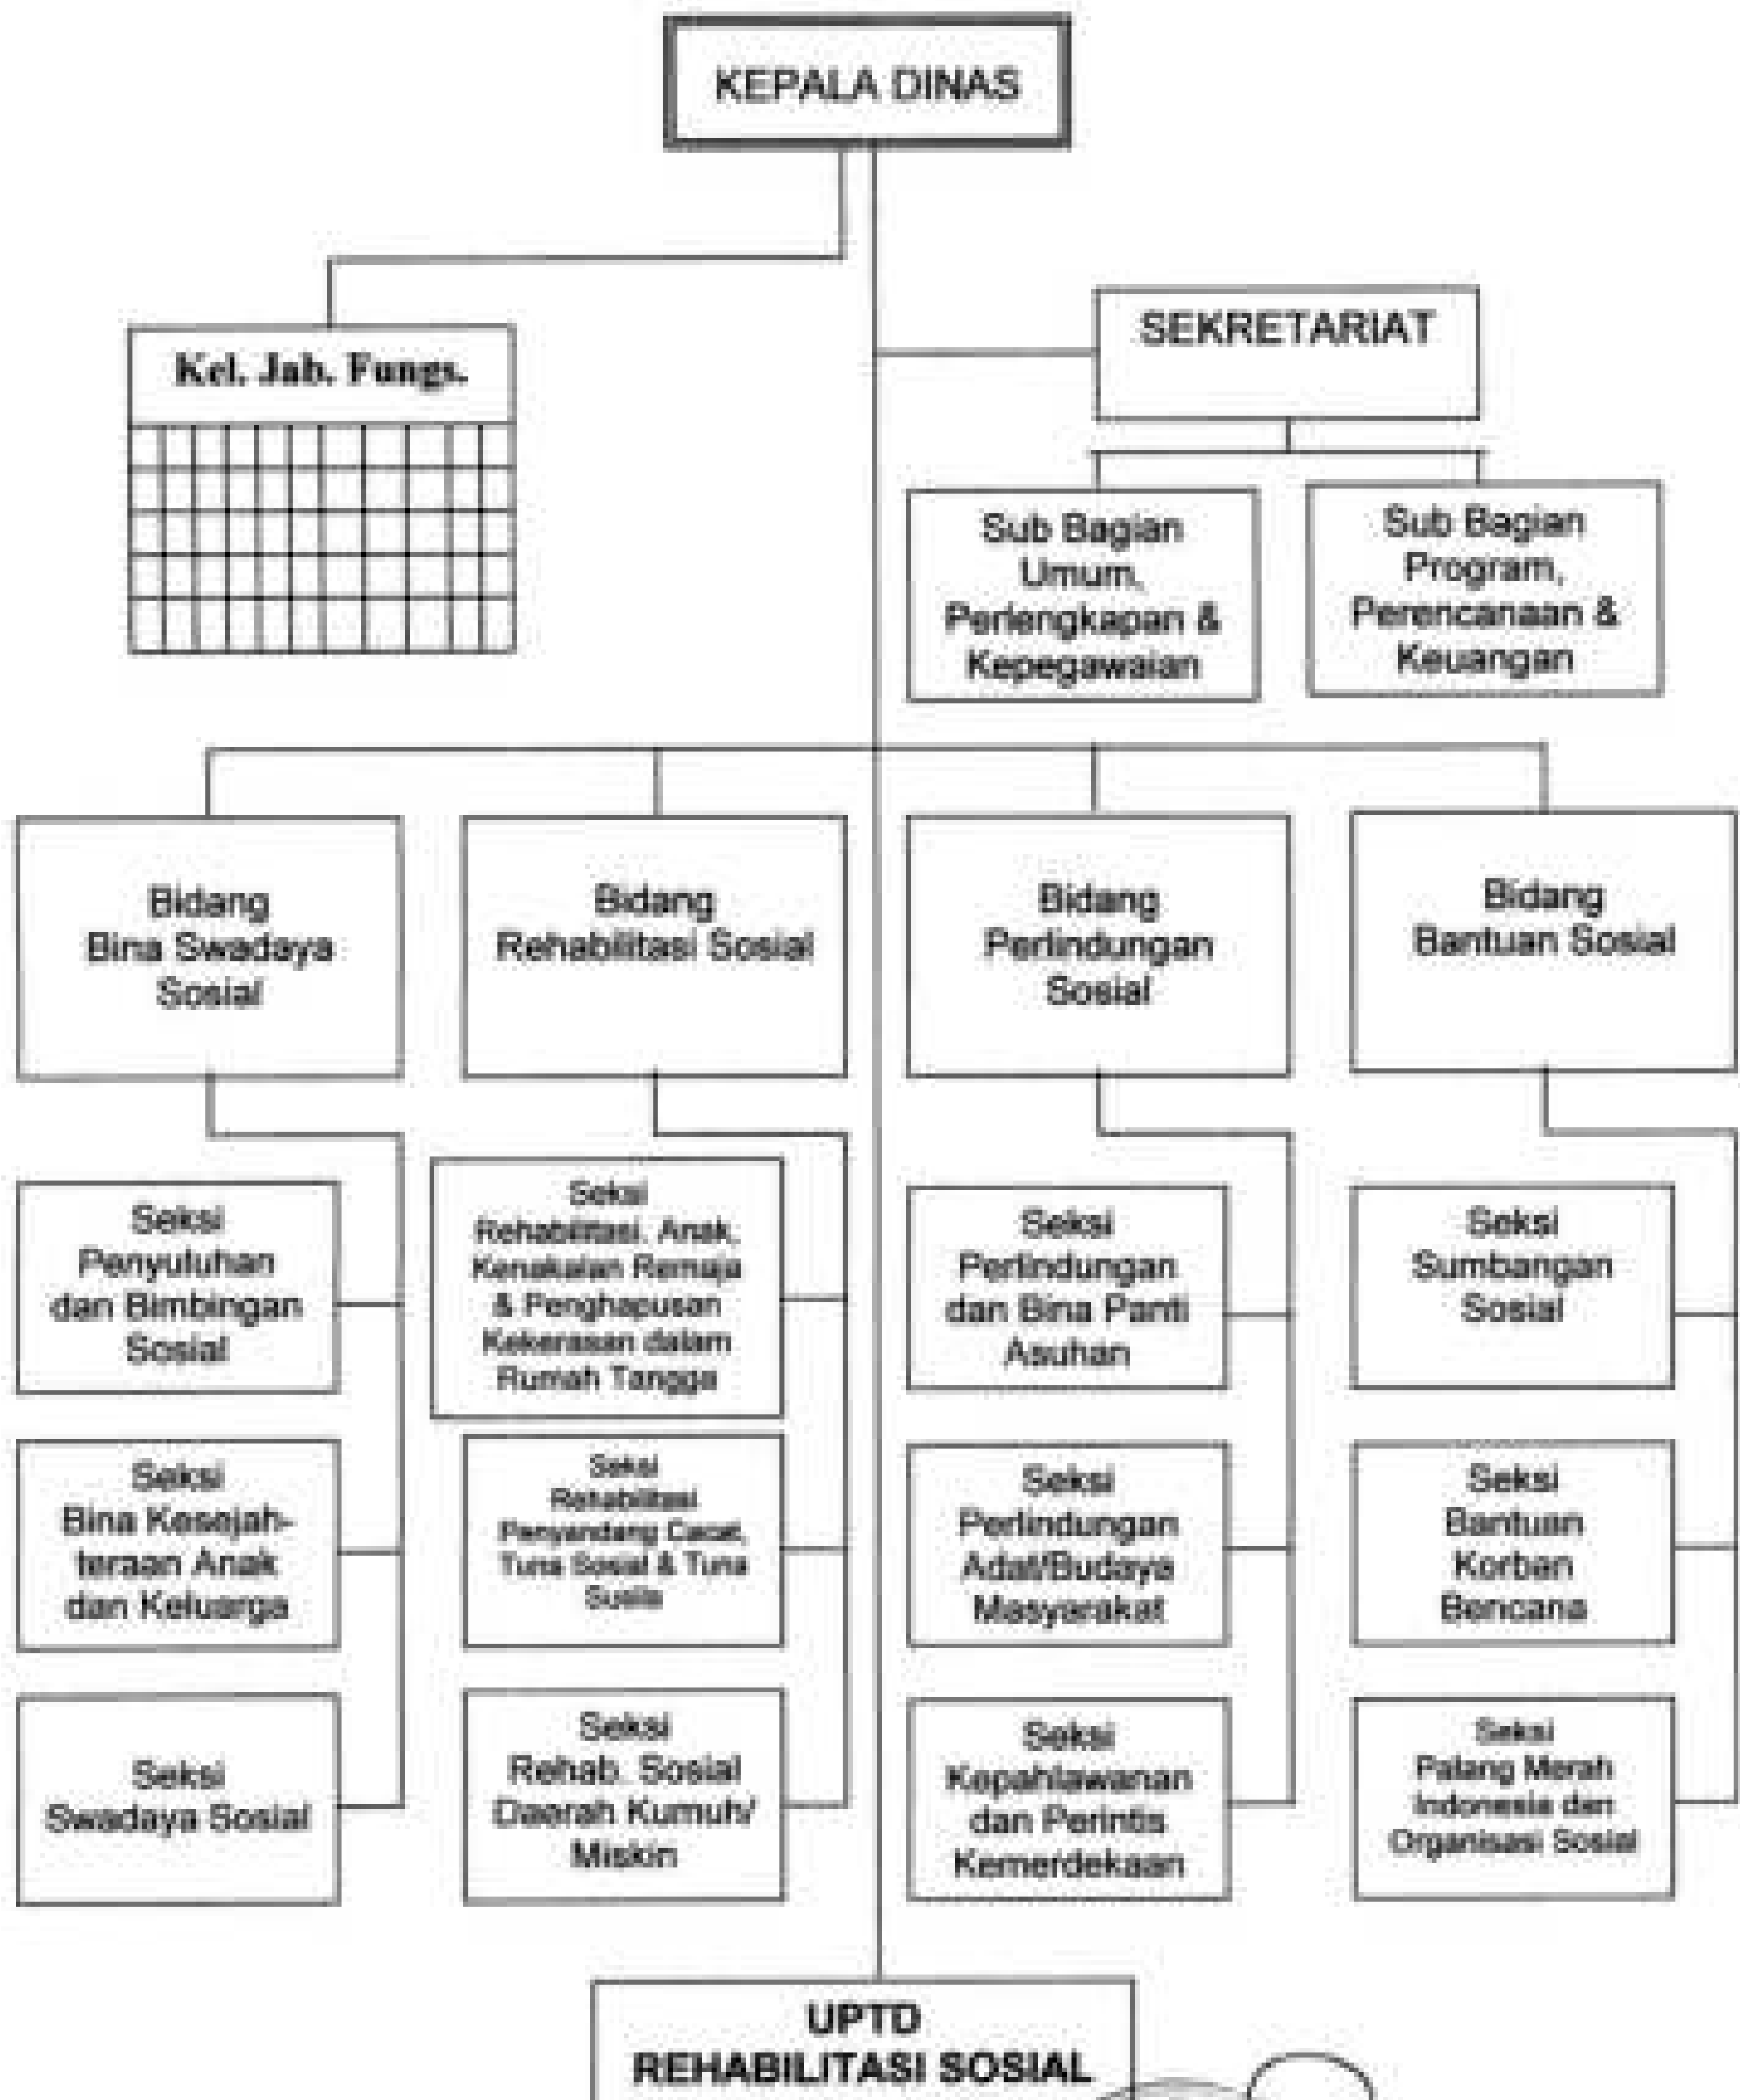 KEPALA DINAS
Kel. Jab. Fungs.
SEKRETARIAT
Sub Bagian
Umum,
Perlengkapan &
Kepegawaian
Sub Bagian
Program,
Perencanaan &
Keuangan
Bidang
Bina Swadaya
Sosial
Bidang
Rehabilitasi Sosial
Bidang
Perlindungan
Sosial
Bidang
Bantuan Sosial
Seksi
Penyuluhan
dan Bimbingan
Sosial
Seksi
Rehabilitasi. Anak,
Kenakalan Remaja
& Penghapusan
Kekerasan dalam
Rumah Tangga
Seksi
Perlindungan
dan Bina Panti
Asuhan
Seksi
Sumbangan
Sosial
Seksi
Bina Kesejah-
teraan Anak
dan Keluarga
Seksi
Rehabilitasi
Penyandang Cacat,
Tuna Sosial & Tuna
Susila
Seksi
Perlindungan
Adat/Budaya
Masyarakat
Seksi
Bantuan
Korban
Bencana
Seksi
Swadaya Sosial
Seksi
Rehab. Sosial
Daerah Kumuh/
Miskin
Seksi
Kepahlawanan
dan Perintis
Kemerdekaan
Seksi
Palang Merah
Indonesia dan
Organisasi Sosial
UPTD
REHABILITASI SOSIAL